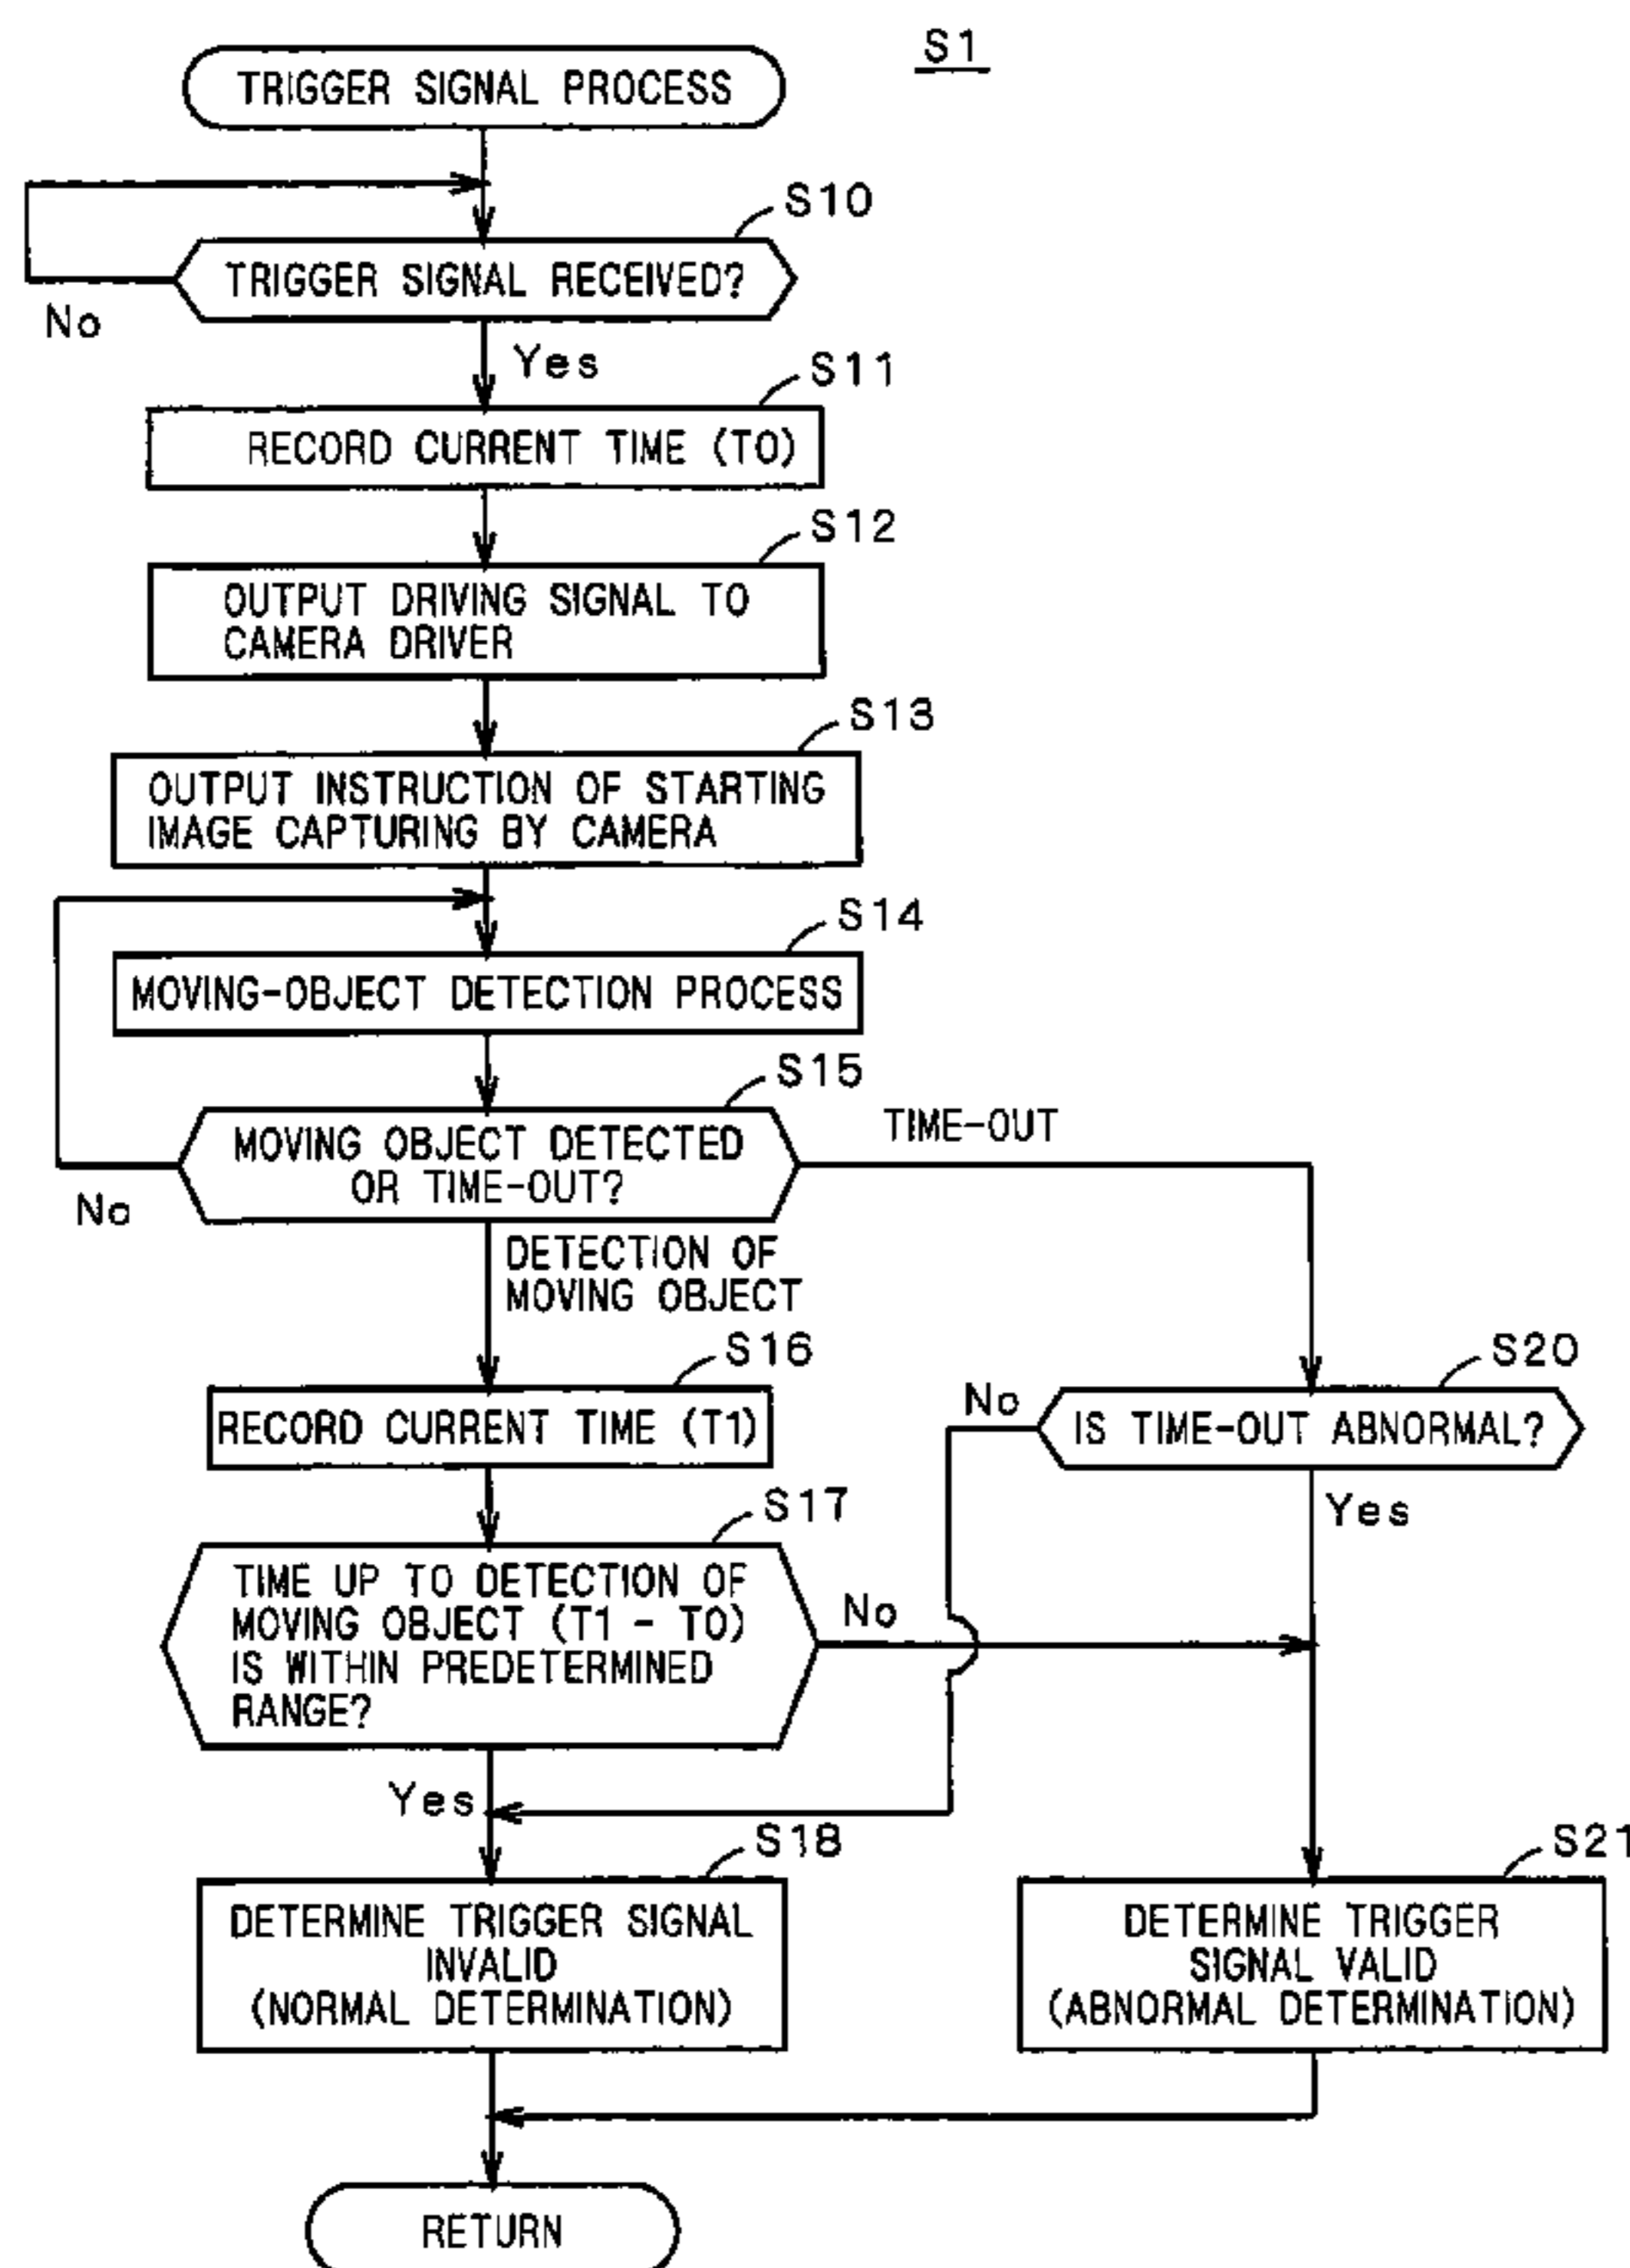 S1
TRIGGER SIGNAL PROCESS
S10
TRIGGER SIGNAL RECEIVED?
No
Yes
S11
RECORD CURRENT TIME (T0)
S12
OUTPUT DRIVING SIGNAL TO
CAMERA DRIVER
S13
OUTPUT INSTRUCTION OF STARTING
IMAGE CAPTURING BY CAMERA
S14
MOVING-OBJECT DETECTION PROCESS
S15
MOVING OBJECT DETECTED
OR TIME-OUT?
TIME-OUT
No
DETECTION OF
MOVING OBJECT
S16
RECORD CURRENT TIME (T1)
S20
No
IS TIME-OUT ABNORMAL?
Yes
S17
TIME UP TO DETECTION OF
MOVING OBJECT (T1 - T0)
IS WITHIN PREDETERMINED
RANGE?
No
Yes
S18
DETERMINE TRIGGER SIGNAL
INVALID
(NORMAL DETERMINATION)
S21
DETERMINE TRIGGER
SIGNAL VALID
(ABNORMAL DETERMINATION)
RETURN